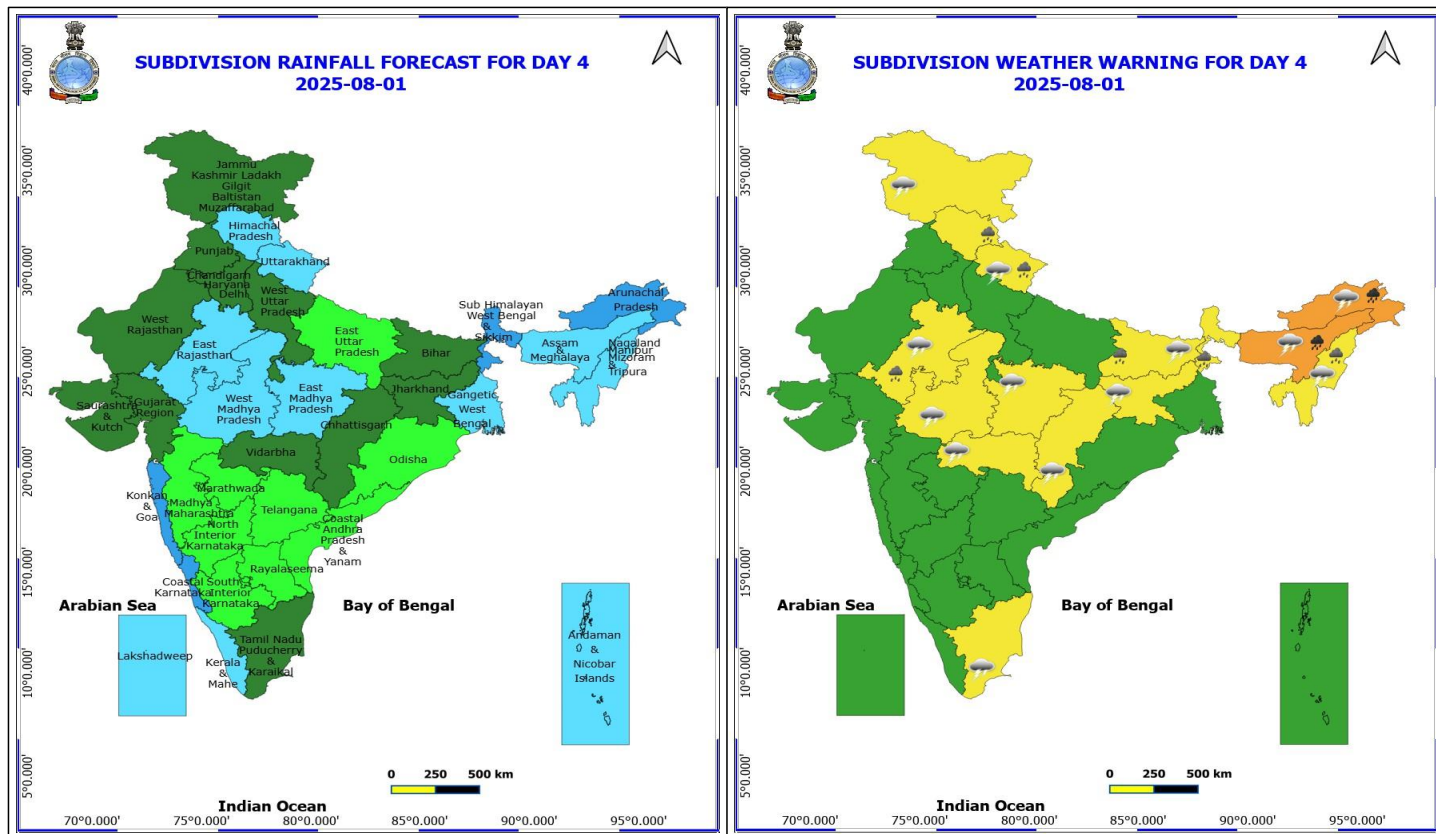 SUBDIVISION RAINFALL FORECAST FOR DAY 4
2025-08-01
40°0.000'
35°0.000'
30°0.000'
25°0.000'
20°0.000'
15°0.000'
10°0.000'
5°0.000'
Jammu
Kashmir Ladakh
Gilgit
Baltistan
Muzaffarabad
Himachal
Pradesh
Punjab
Uttarakhand
Chandigarh
Haryana
Delhi
West
Uttar
Pradesh
West
Rajasthan
East
Rajasthan
East
Uttar
Pradesh
Sub Himalayan
West Bengal
&
Sikkim
Arunachal
Pradesh
Assam
&
Meghalaya
Nagaland
Manipur
Mizoram
&
Tripura
Bihar
Jharkhand
Gangetic
West
Bengal
Saurashtra
&
Kutch
Gujarat
Region
West
Madhya
Pradesh
East
Madhya
Pradesh
Chhattisgarh
Vidarbha
Odisha
Konkan
&
Goa
Marathwada
Madhya
Maharashtra
North
Interior
Karnataka
Telangana
Coastal
Andhra
Pradesh
&
Yanam
Rayalaseema
Coastal
Karnataka
South
Interior
Karnataka
Tamil Nadu
Puducherry
&
Karaikal
Kerala
&
Mahe
Arabian Sea
Lakshadweep
Bay of Bengal
Andaman
&
Nicobar
Islands
0 250 500 km
Indian Ocean
70°0.000' 75°0.000' 80°0.000' 85°0.000' 90°0.000' 95°0.000'
SUBDIVISION WEATHER WARNING FOR DAY 4
2025-08-01
40°0.000'
35°0.000'
30°0.000'
25°0.000'
20°0.000'
15°0.000'
10°0.000'
5°0.000'
Arabian Sea
Bay of Bengal
0 250 500 km
Indian Ocean
70°0.000' 75°0.000' 80°0.000' 85°0.000' 90°0.000' 95°0.000'